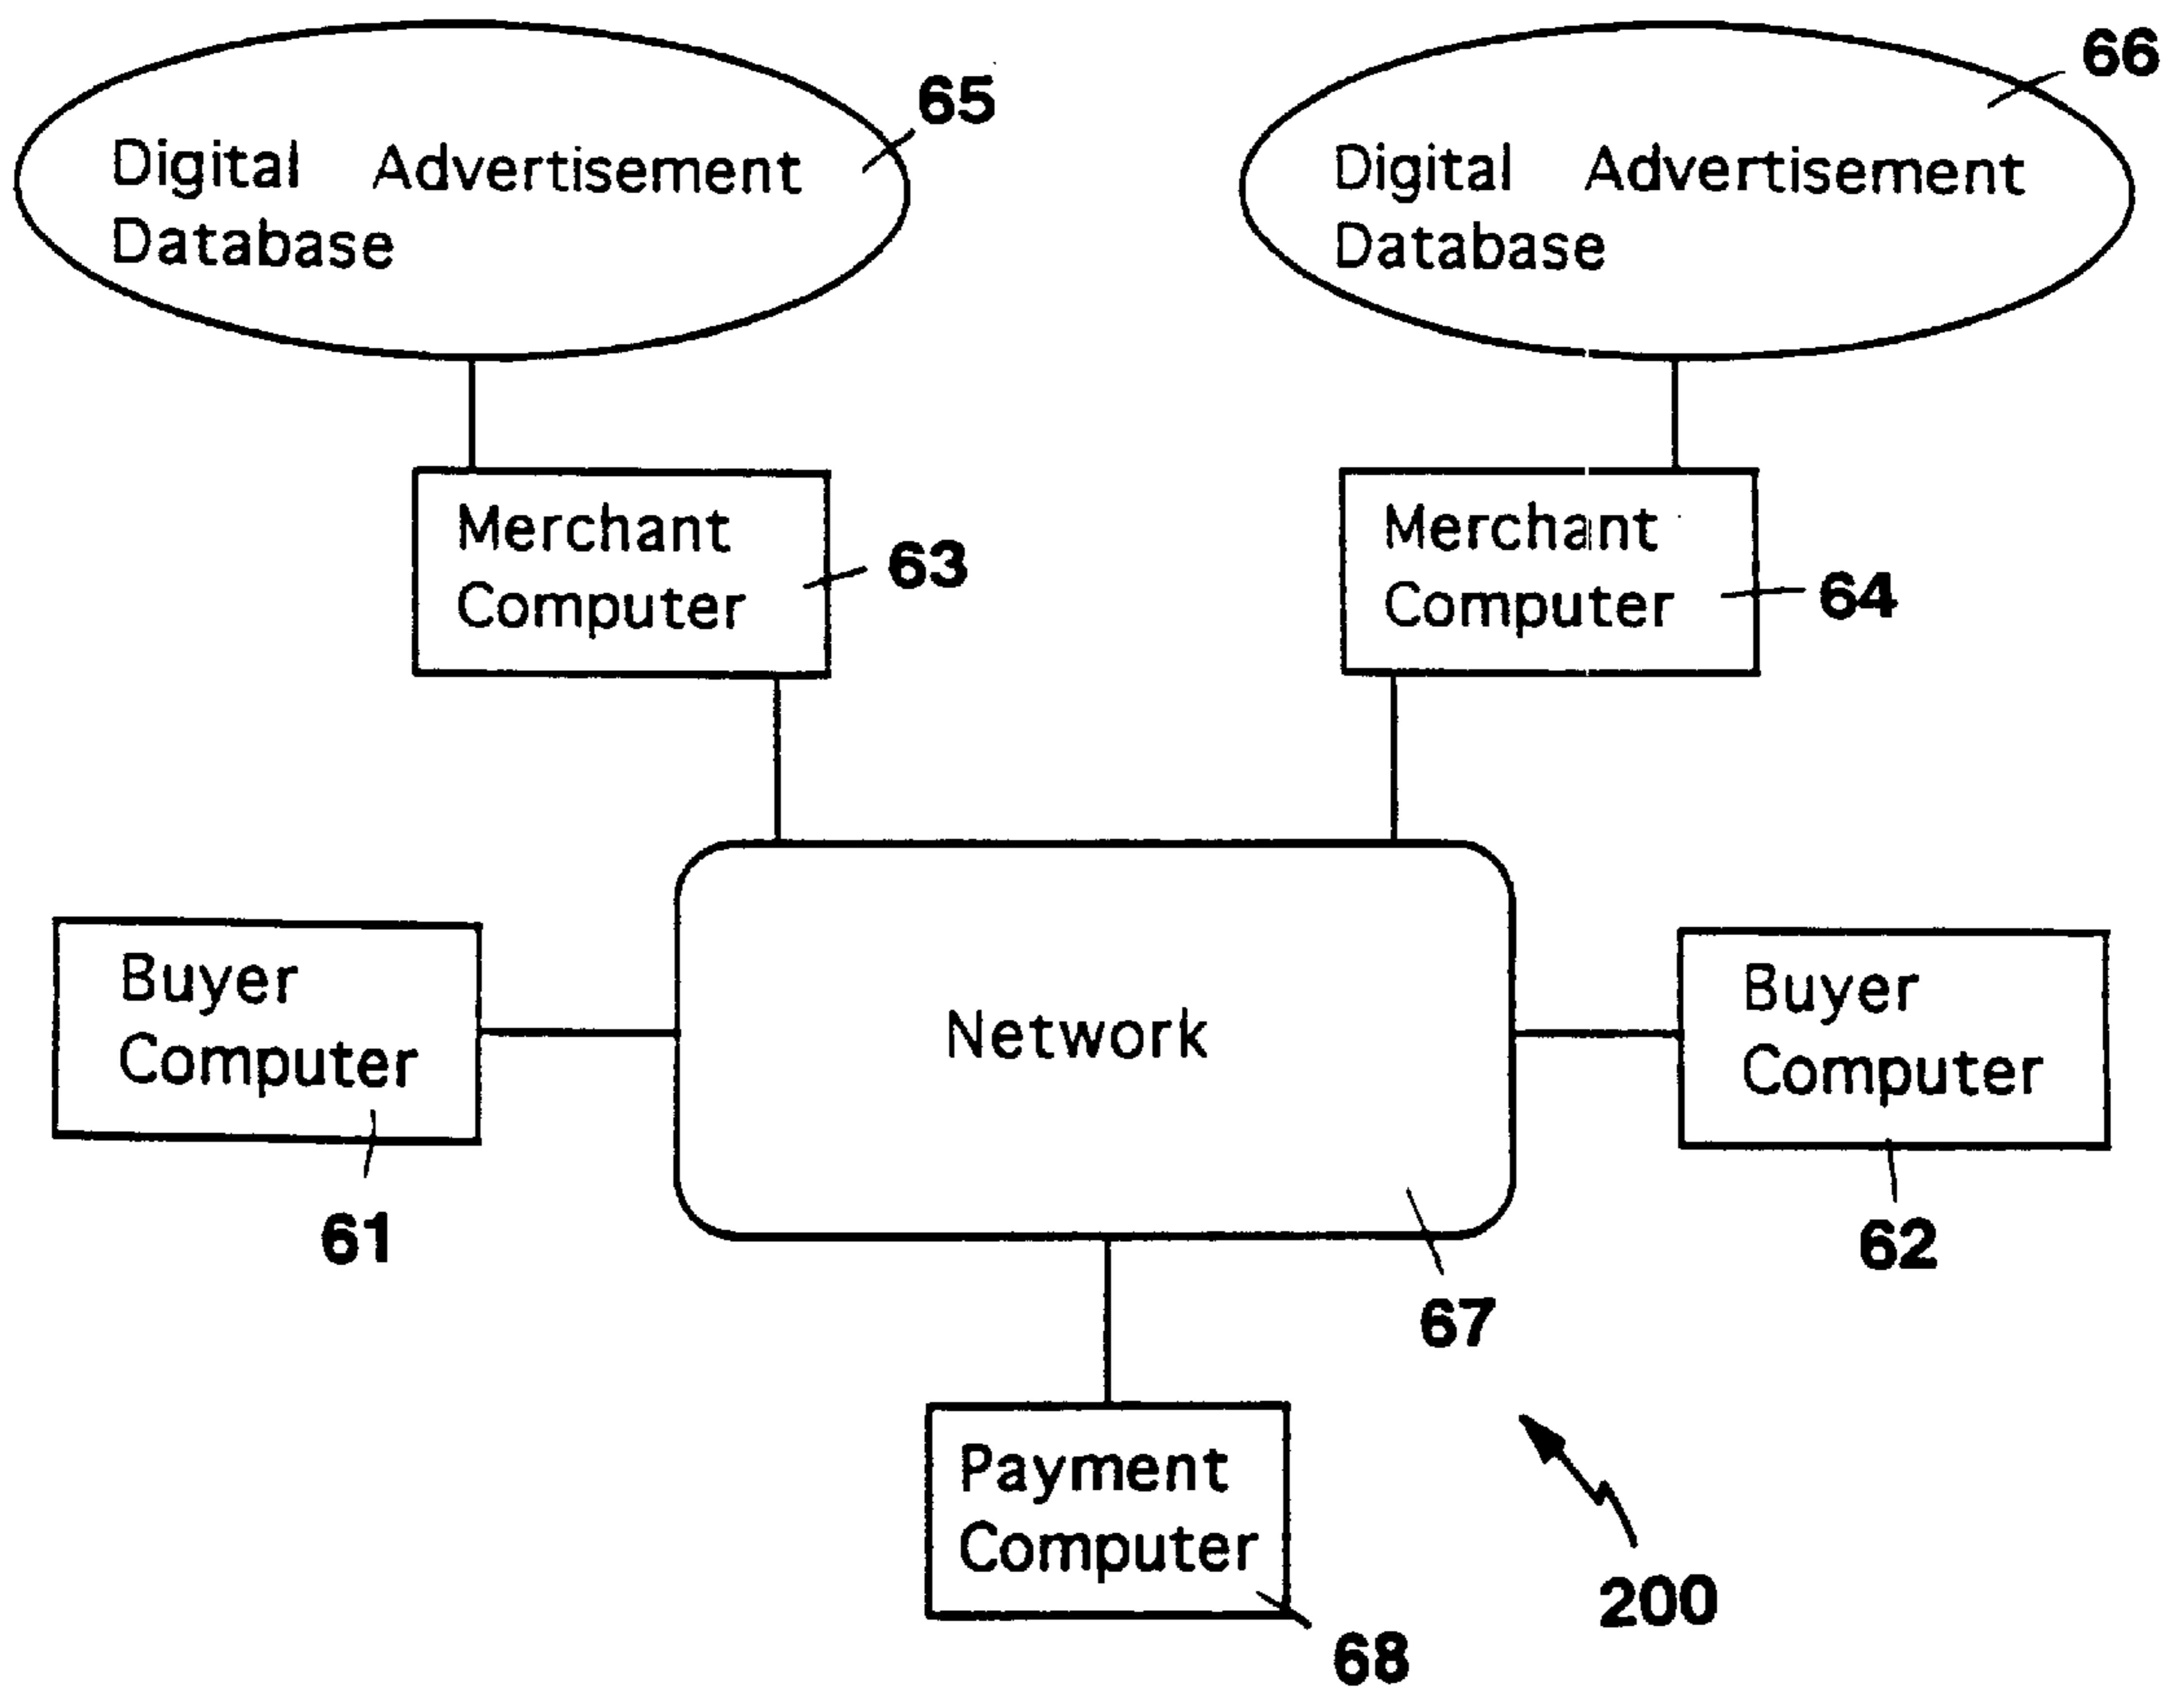 65
66
Digital Advertisement
Database
Digital Advertisement
Database
Merchant
Computer
63
Merchant
Computer
64
Buyer
Computer
61
Network
67
Buyer
Computer
62
Payment
Computer
68
200